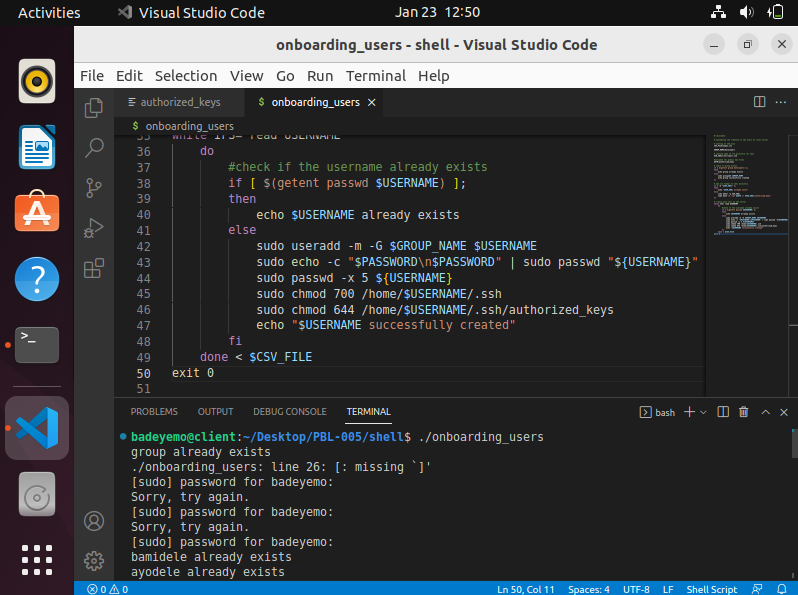 Activities
Visual Studio Code
Jan 23 12:50
onboarding_users - shell - Visual Studio Code
File Edit Selection View Go Run Terminal Help
authorized_keys
$ onboarding_users
$ onboarding_users
35 while IFS= read USERNAME
36 do
37 #check if the username already exists
38 if [ $(getent passwd $USERNAME) ];
39 then
40 echo $USERNAME already exists
41 else
42 sudo useradd -m -G $GROUP_NAME $USERNAME
43 sudo echo -c "$PASSWORD\n$PASSWORD" | sudo passwd "${USERNAME}"
44 sudo passwd -x 5 ${USERNAME}
45 sudo chmod 700 /home/$USERNAME/.ssh
46 sudo chmod 644 /home/$USERNAME/.ssh/authorized_keys
47 echo "$USERNAME successfully created"
48 fi
49 done < $CSV_FILE
50 exit 0
51
PROBLEMS OUTPUT DEBUG CONSOLE TERMINAL
bash
badeyemo@client:~/Desktop/PBL-005/shell$ ./onboarding_users
group already exists
./onboarding_users: line 26: [: missing `]'
[sudo] password for badeyemo:
Sorry, try again.
[sudo] password for badeyemo:
Sorry, try again.
[sudo] password for badeyemo:
bamidele already exists
ayodele already exists
0 0
Ln 50, Col 11 Spaces: 4 UTF-8 LF Shell Script